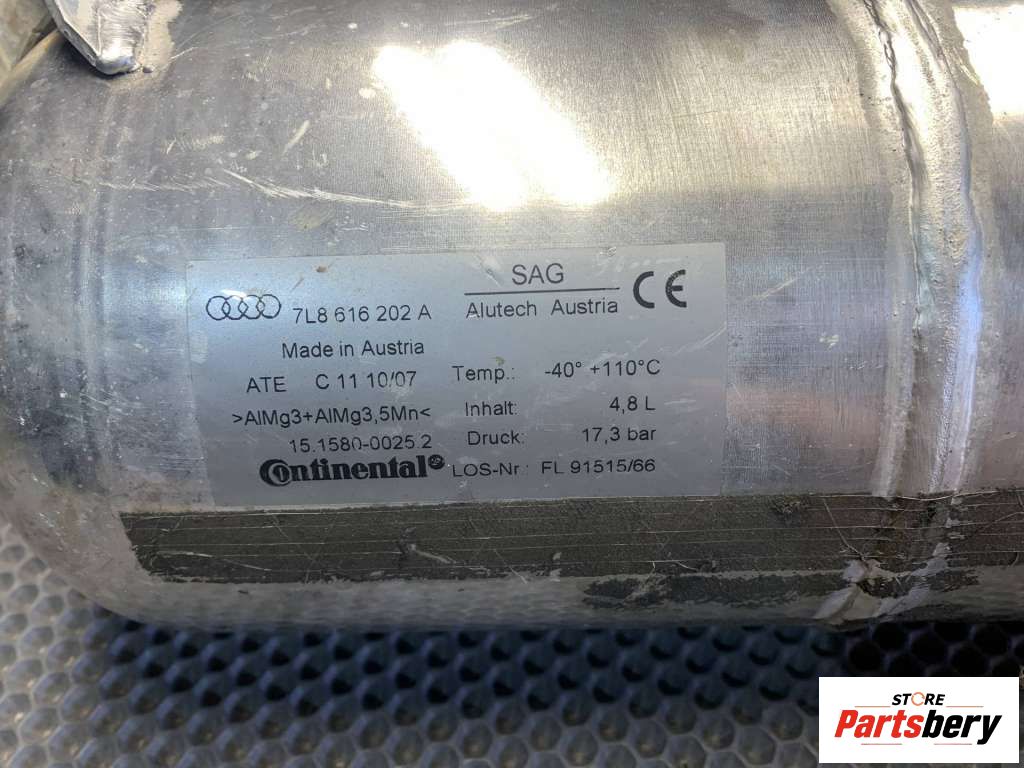 7L8 616 202 A
Made in Austria
ATE C 11 10/07
>AlMg3+AlMg3,5Mn<
15.1580-0025.2
Continental
SAG
Alutech Austria
CE
Temp.: -40° +110°C
Inhalt: 4,8 L
Druck: 17,3 bar
LOS-Nr.: FL 91515/66
STORE
Partsbery